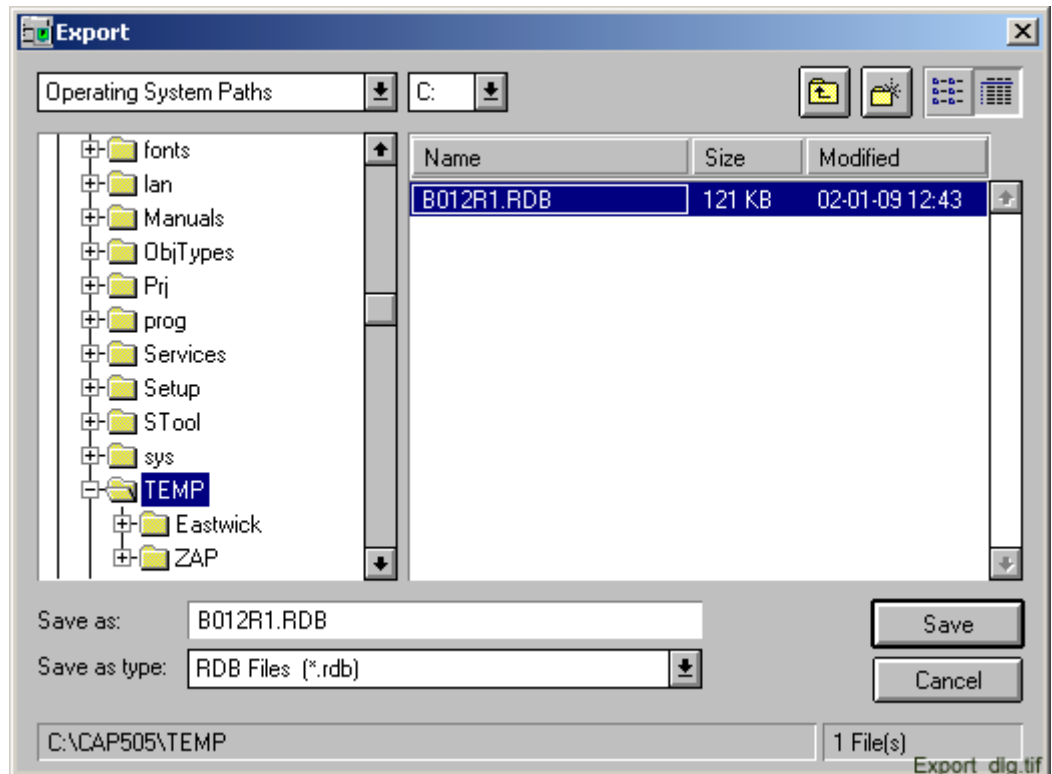 Export
Operating System Paths C:
fonts
lan
Manuals
ObjTypes
Prj
prog
Services
Setup
STool
sys
TEMP
Eastwick
ZAP
Name Size Modified
B012R1.RDB 121 KB 02-01-09 12:43
Save as: B012R1.RDB
Save
Save as type: RDB Files (*.rdb)
Cancel
C:\CAP505\TEMP 1 File(s)
Export_dlg.tif